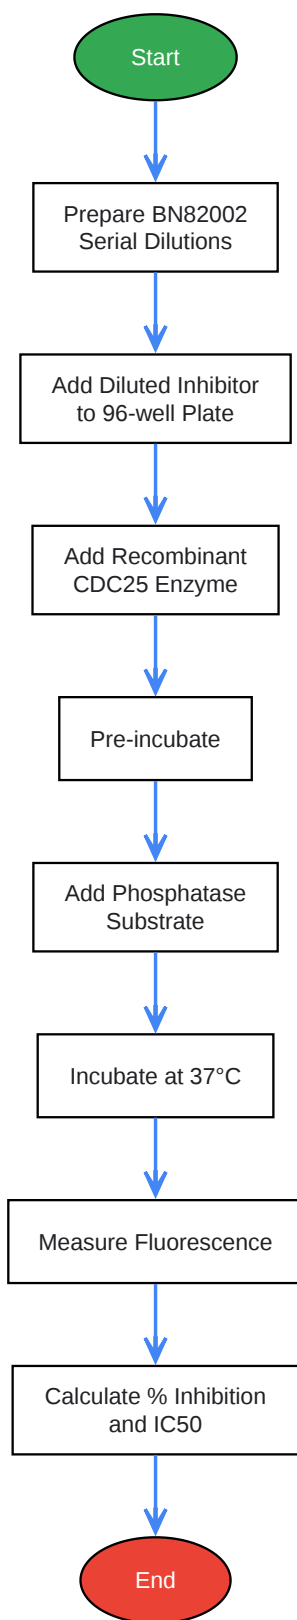 Start
Prepare BN82002
Serial Dilutions
Add Diluted Inhibitor
to 96-well Plate
Add Recombinant
CDC25 Enzyme
Pre-incubate
Add Phosphatase
Substrate
Incubate at 37°C
Measure Fluorescence
Calculate % Inhibition
and IC50
End